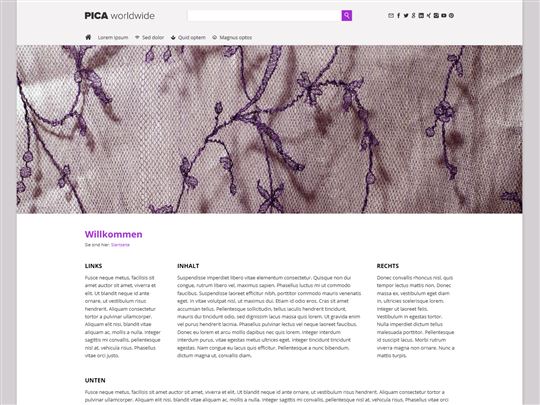 PICA worldwide
Lorem ipsum Sed dolor Quid optem Magnus optos
Willkommen
Sie sind hier: Startseite
LINKS
Fusce neque metus, facilisis sit
amet auctor sit amet, viverra et
elit. Ut blandit neque id ante
ornare, ut vestibulum risus
hendrerit. Aliquam consectetur
tortor a pulvinar ullamcorper.
Aliquam elit nisi, blandit vitae
aliquam ac, mollis a nulla. Integer
sagittis mi convallis, pellentesque
nisl at, vehicula risus. Phasellus
vitae orci justo.
INHALT
Suspendisse imperdiet libero vitae elementum consectetur. Quisque non dui
congue, rutrum libero vel, maximus sapien. Phasellus luctus mi ut commodo
faucibus. Suspendisse laoreet efficitur nibh, porttitor commodo mauris venenatis
eget. In vitae volutpat nisl, ut maximus dui. Etiam id odio eros. Cras sit amet
accumsan tellus. Pellentesque sollicitudin, tellus iaculis hendrerit tincidunt,
mauris dui tincidunt odio, sed dignissim lacus massa quis lorem. Ut gravida enim
vel purus hendrerit lacinia. Phasellus pulvinar lectus vel neque laoreet finibus.
Donec eu lorem et arcu mollis dapibus nec quis lorem. Integer interdum
interdum purus, vitae egestas metus ultrices eget. Integer tincidunt tincidunt
egestas. Nam congue eu lacus quis efficitur. Pellentesque a nunc bibendum,
dictum magna ut, convallis diam.
RECHTS
Donec convallis rhoncus nisl, quis
tempor lectus mattis non. Donec
massa ex, vestibulum eget diam
in, ultricies scelerisque lorem.
Integer ut laoreet felis.
Vestibulum in egestas tortor.
Nulla imperdiet dictum tellus
malesuada porttitor. Pellentesque
id suscipit lacus. Morbi rutrum
viverra magna non ornare. Nunc a
mattis turpis.
UNTEN
Fusce neque metus, facilisis sit amet auctor sit amet, viverra et elit. Ut blandit neque id ante ornare, ut vestibulum risus hendrerit. Aliquam consectetur tortor a
pulvinar ullamcorper. Aliquam elit nisi, blandit vitae aliquam ac, mollis a nulla. Integer sagittis mi convallis, pellentesque nisl at, vehicula risus. Phasellus vitae